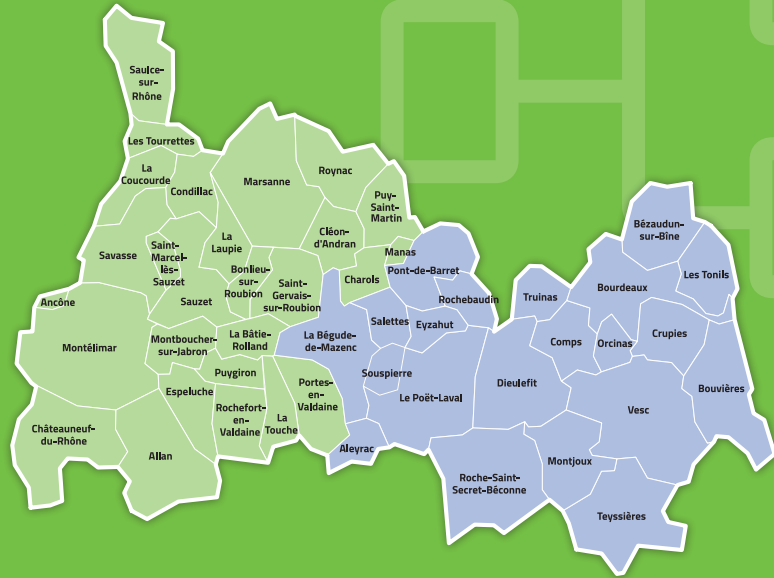 Saulce-
sur-
Rhône
Les Tourrettes
La
Coucourde
Condillac
Marsanne
Roynac
Puy-
Saint-
Martin
Savasse
Saint-
Marcel-
lès-
Sauzet
La
Laupie
Cléon-
d'Andran
Manas
Bonlieu-
sur-
Roubion
Saint-
Gervais-
sur-Roubion
Charols
Pont-de-Barret
Rochebaudin
Ancône
Sauzet
Montélimar
Montboucher-
sur-Jabron
La Bâtie-
Rolland
La Bégude-
de-Mazenc
Salettes
Eyzahut
Truinas
Bézaudun-
sur-Bîne
Bourdeaux
Les Tonils
Comps
Orcinas
Crupies
Bouvières
Espeluche
Puygiron
Portes-
en-
Valdaine
Souspierre
Le Poët-Laval
Dieulefit
Vesc
Châteauneuf-
du-Rhône
Allan
Rochefort-
en-
Valdaine
La
Touche
Aleyrac
Roche-Saint-
Secret-Béconne
Montjoux
Teyssières